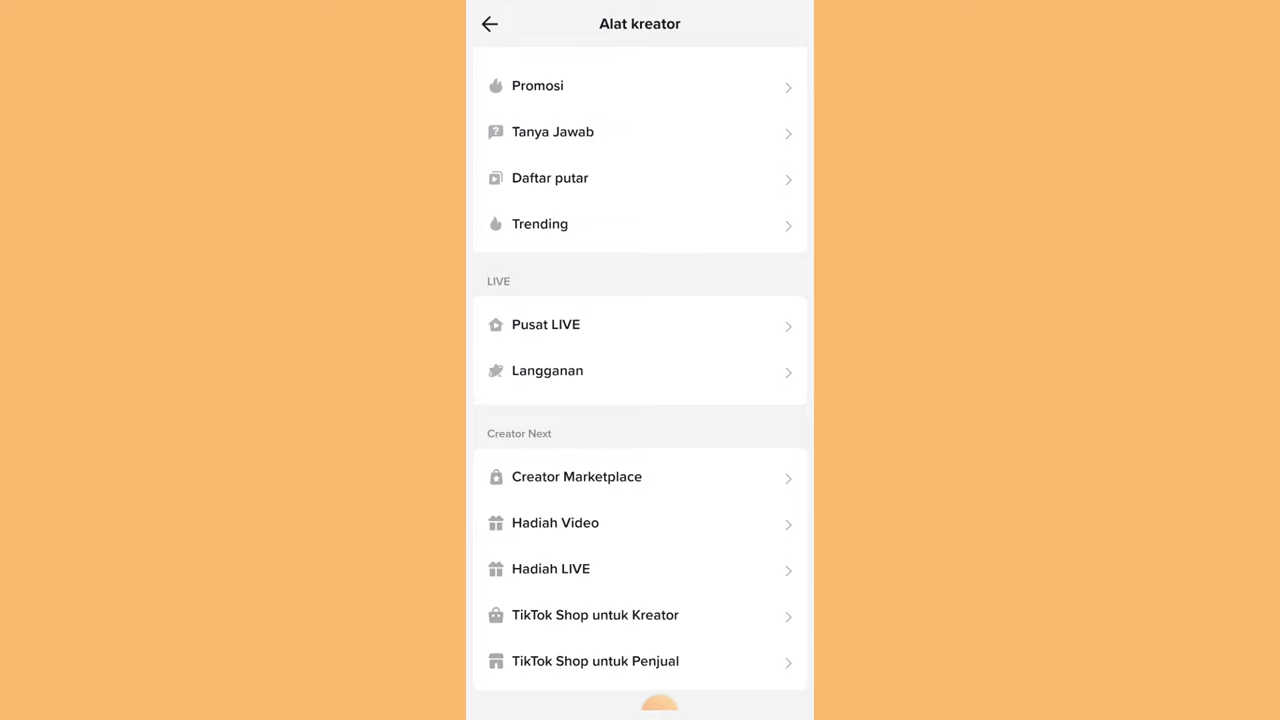 Alat kreator
Promosi
Tanya Jawab
Daftar putar
Trending
LIVE
Pusat LIVE
Langganan
Creator Next
Creator Marketplace
Hadiah Video
Hadiah LIVE
TikTok Shop untuk Kreator
TikTok Shop untuk Penjual